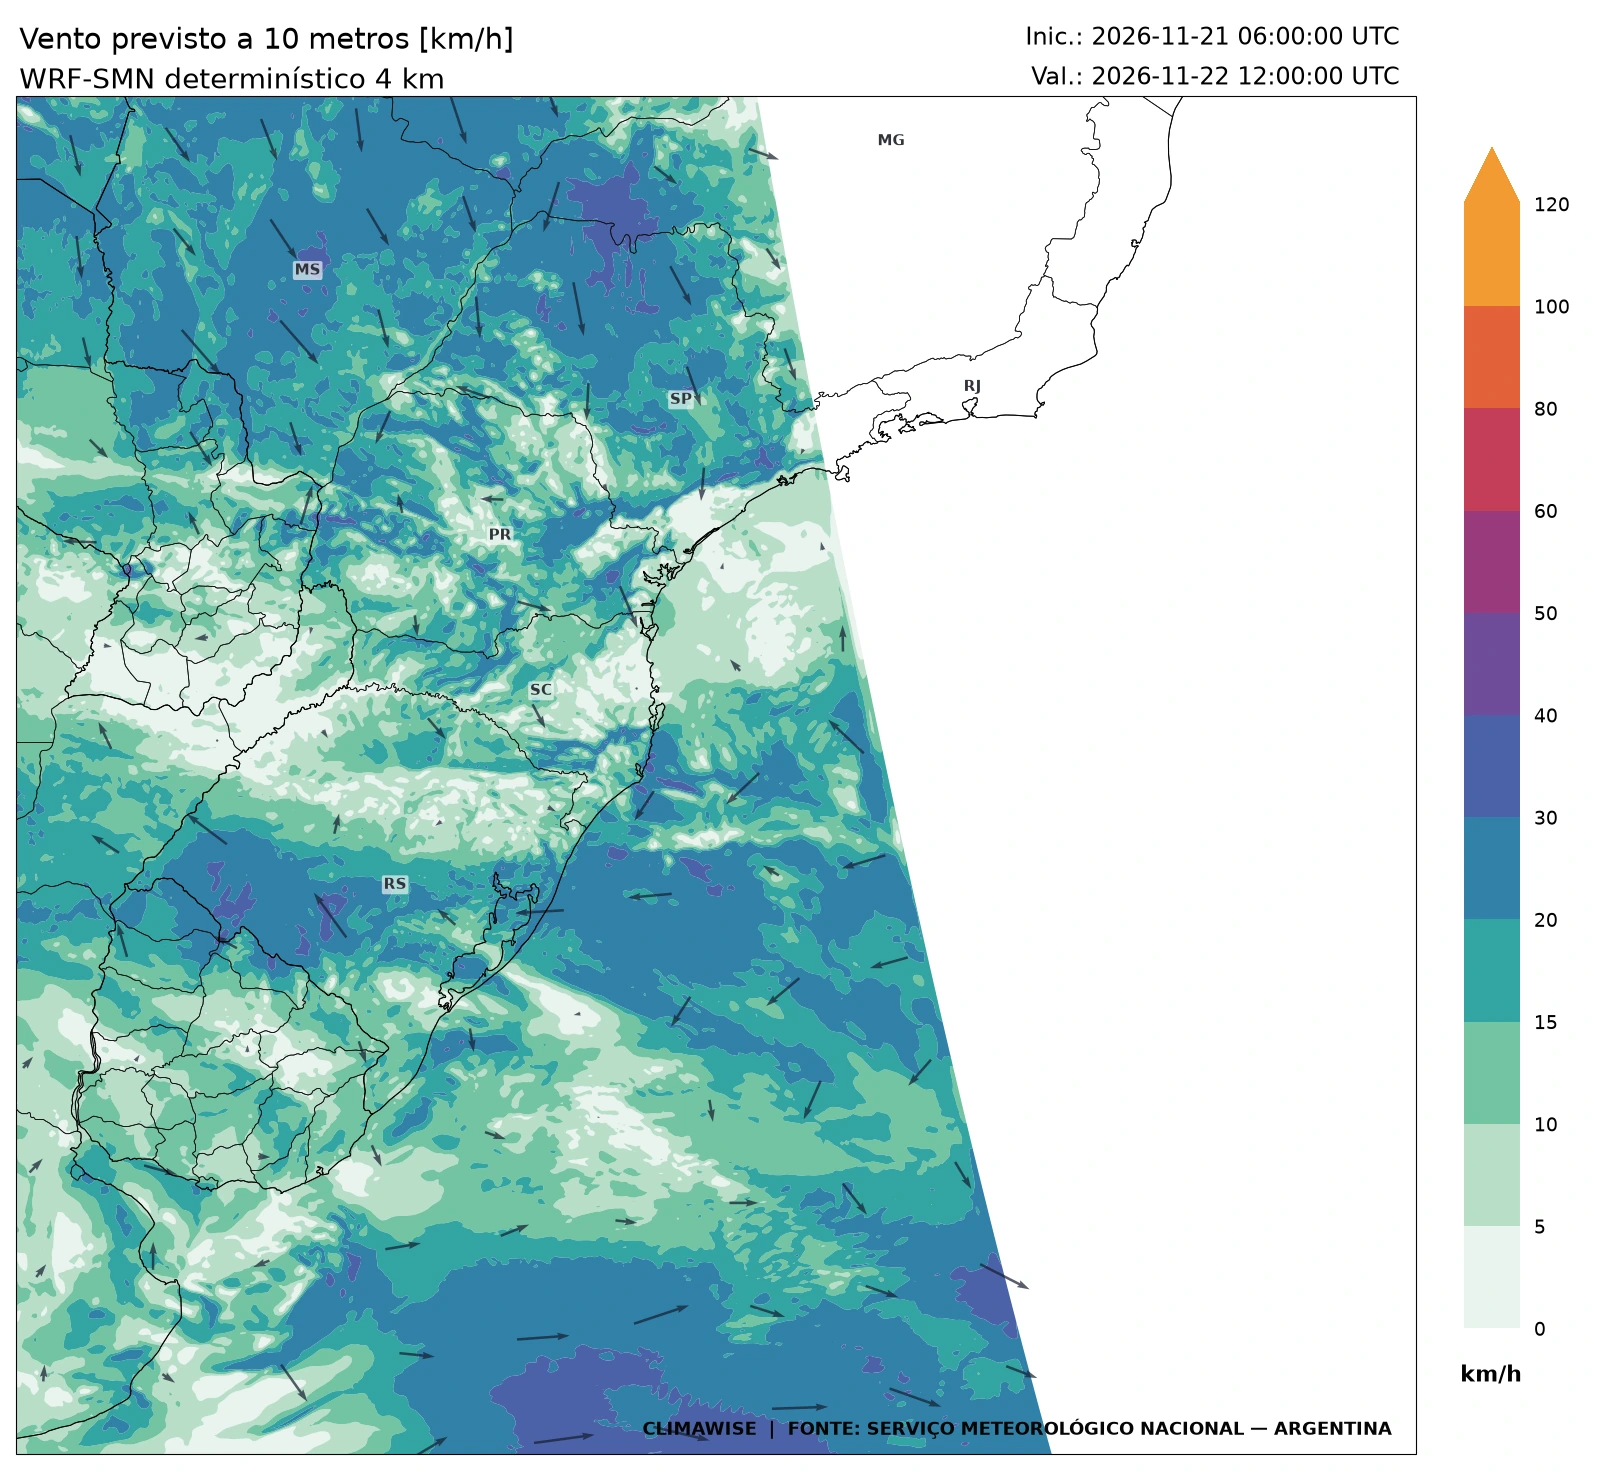 Vento previsto a 10 metros [km/h]
WRF-SMN determinístico 4 km
Inic.: 2026-11-21 06:00:00 UTC
Val.: 2026-11-22 12:00:00 UTC
MG
MS
RJ
SP
PR
SC
RS
120
100
80
60
50
40
30
20
15
10
5
0
km/h
CLIMAWISE | FONTE: SERVIÇO METEOROLÓGICO NACIONAL — ARGENTINA